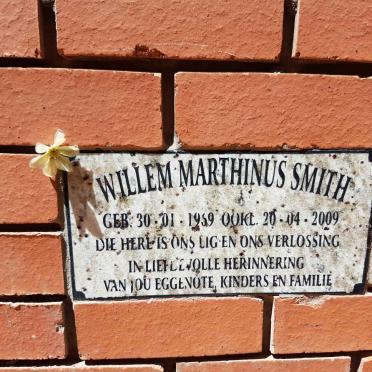 WILLEM MARTHINUS SMITH
GEB. 30 · 01 · 1959 OORL. 20 · 04 · 2009
DIE HERE IS ONS LIG EN ONS VERLOSSING
IN LIEFDEVOLLE HERINNERING
VAN JOU EGGENOTE, KINDERS EN FAMILIE